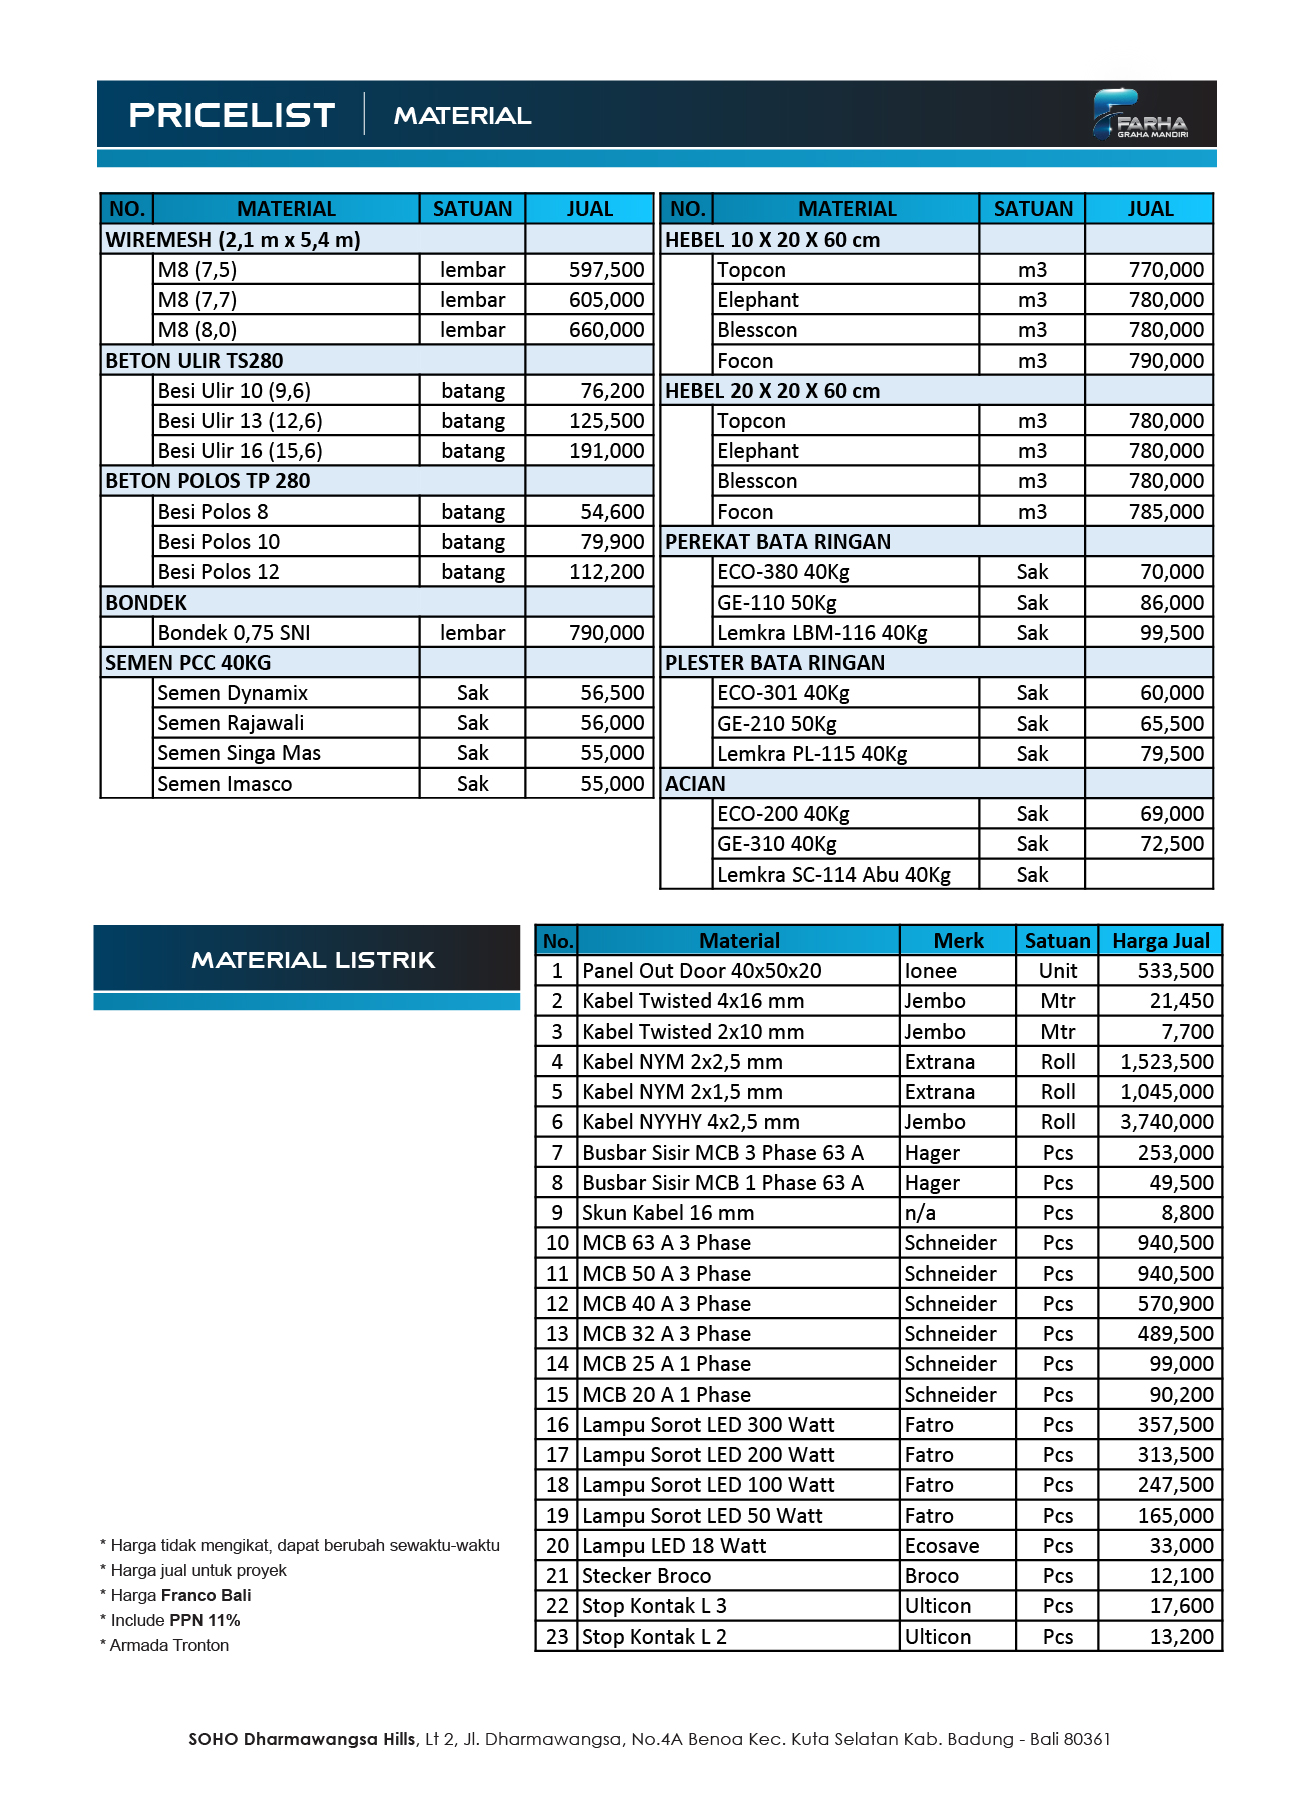 PRICELIST
MATERIAL
FARHA
GRAHA MANDIRI
NO. MATERIAL SATUAN JUAL
WIREMESH (2,1 m x 5,4 m)
M8 (7,5) lembar 597,500
M8 (7,7) lembar 605,000
M8 (8,0) lembar 660,000
BETON ULIR TS280
Besi Ulir 10 (9,6) batang 76,200
Besi Ulir 13 (12,6) batang 125,500
Besi Ulir 16 (15,6) batang 191,000
BETON POLOS TP 280
Besi Polos 8 batang 54,600
Besi Polos 10 batang 79,900
Besi Polos 12 batang 112,200
BONDEK
Bondek 0,75 SNI lembar 790,000
SEMEN PCC 40KG
Semen Dynamix Sak 56,500
Semen Rajawali Sak 56,000
Semen Singa Mas Sak 55,000
Semen Imasco Sak 55,000
NO. MATERIAL SATUAN JUAL
HEBEL 10 X 20 X 60 cm
Topcon m3 770,000
Elephant m3 780,000
Blesscon m3 780,000
Focon m3 790,000
HEBEL 20 X 20 X 60 cm
Topcon m3 780,000
Elephant m3 780,000
Blesscon m3 780,000
Focon m3 785,000
PEREKAT BATA RINGAN
ECO-380 40Kg Sak 70,000
GE-110 50Kg Sak 86,000
Lemkra LBM-116 40Kg Sak 99,500
PLESTER BATA RINGAN
ECO-301 40Kg Sak 60,000
GE-210 50Kg Sak 65,500
Lemkra PL-115 40Kg Sak 79,500
ACIAN
ECO-200 40Kg Sak 69,000
GE-310 40Kg Sak 72,500
Lemkra SC-114 Abu 40Kg Sak
MATERIAL LISTRIK
No. Material Merk Satuan Harga Jual
1 Panel Out Door 40x50x20 Ionee Unit 533,500
2 Kabel Twisted 4x16 mm Jembo Mtr 21,450
3 Kabel Twisted 2x10 mm Jembo Mtr 7,700
4 Kabel NYM 2x2,5 mm Extrana Roll 1,523,500
5 Kabel NYM 2x1,5 mm Extrana Roll 1,045,000
6 Kabel NYYHY 4x2,5 mm Jembo Roll 3,740,000
7 Busbar Sisir MCB 3 Phase 63 A Hager Pcs 253,000
8 Busbar Sisir MCB 1 Phase 63 A Hager Pcs 49,500
9 Skun Kabel 16 mm n/a Pcs 8,800
10 MCB 63 A 3 Phase Schneider Pcs 940,500
11 MCB 50 A 3 Phase Schneider Pcs 940,500
12 MCB 40 A 3 Phase Schneider Pcs 570,900
13 MCB 32 A 3 Phase Schneider Pcs 489,500
14 MCB 25 A 1 Phase Schneider Pcs 99,000
15 MCB 20 A 1 Phase Schneider Pcs 90,200
16 Lampu Sorot LED 300 Watt Fatro Pcs 357,500
17 Lampu Sorot LED 200 Watt Fatro Pcs 313,500
18 Lampu Sorot LED 100 Watt Fatro Pcs 247,500
19 Lampu Sorot LED 50 Watt Fatro Pcs 165,000
20 Lampu LED 18 Watt Ecosave Pcs 33,000
21 Stecker Broco Broco Pcs 12,100
22 Stop Kontak L 3 Ulticon Pcs 17,600
23 Stop Kontak L 2 Ulticon Pcs 13,200
* Harga tidak mengikat, dapat berubah sewaktu-waktu
* Harga jual untuk proyek
* Harga Franco Bali
* Include PPN 11%
* Armada Tronton
SOHO Dharmawangsa Hills, Lt 2, Jl. Dharmawangsa, No.4A Benoa Kec. Kuta Selatan Kab. Badung - Bali 80361